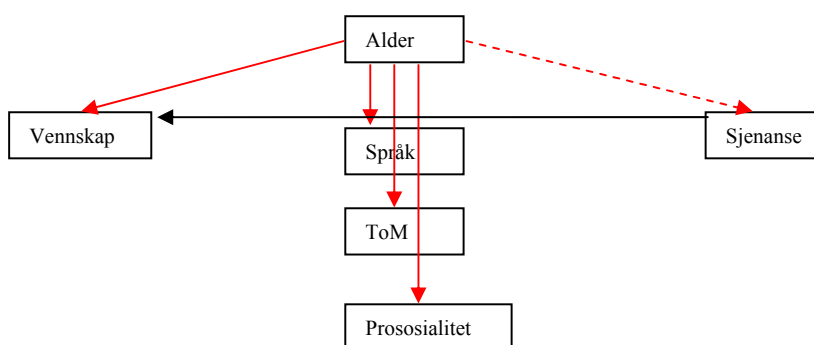 Alder
Vennskap
Sjenanse
Språk
ToM
Prososialitet